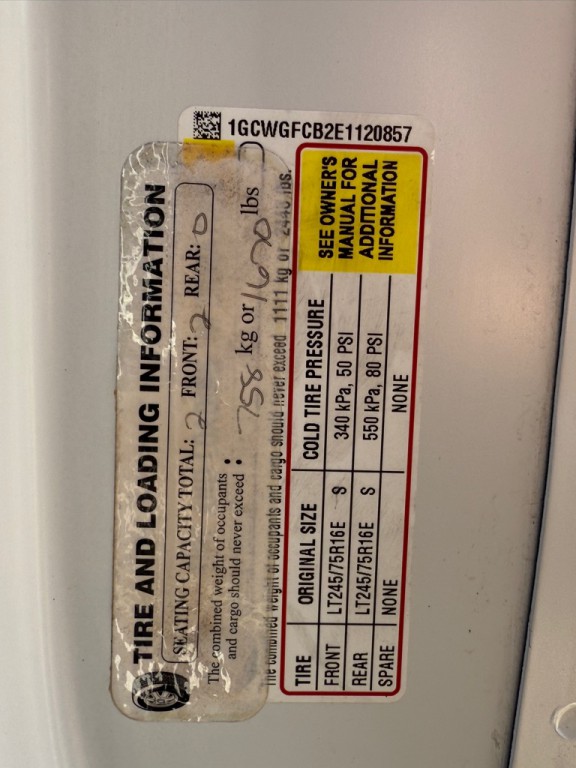 1GCWGFCB2E1120857
TIRE AND LOADING INFORMATION
SEATING CAPACITY TOTAL: 2 FRONT: 2 REAR: 0
The combined weight of occupants
and cargo should never exceed : 758 kg or 1670 lbs
The combined weight of occupants and cargo should never exceed 1111 kg or 2448 lbs.
TIRE ORIGINAL SIZE COLD TIRE PRESSURE
FRONT LT245/75R16E S 340 kPa, 50 PSI
REAR LT245/75R16E S 550 kPa, 80 PSI
SPARE NONE NONE
SEE OWNER'S
MANUAL FOR
ADDITIONAL
INFORMATION